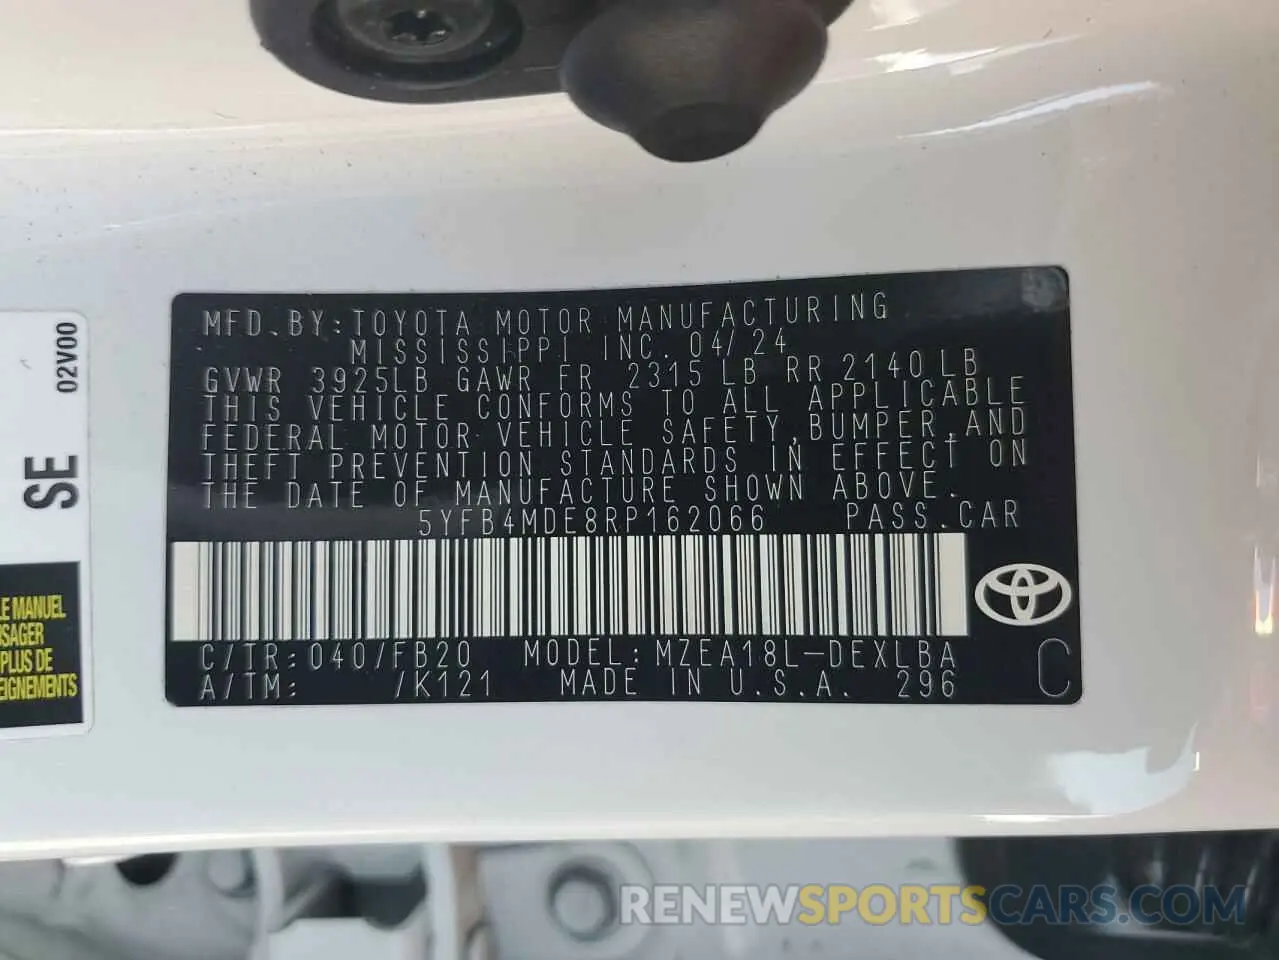 MFD. BY: TOYOTA MOTOR MANUFACTURING
MISSISSIPPI INC. 04/24
GVWR 3925LB GAWR FR 2315 LB RR 2140 LB
THIS VEHICLE CONFORMS TO ALL APPLICABLE
FEDERAL MOTOR VEHICLE SAFETY, BUMPER, AND
THEFT PREVENTION STANDARDS IN EFFECT ON
THE DATE OF MANUFACTURE SHOWN ABOVE.
5YFB4MDE8RP162066 PASS. CAR
C/TR: 040/FB20 MODEL: MZEA18L-DEXLBA
A/TM: /K121 MADE IN U.S.A. 296
C
02V00
SE
LE MANUEL
PLUS DE
RENEWSPORTSCARS.COM